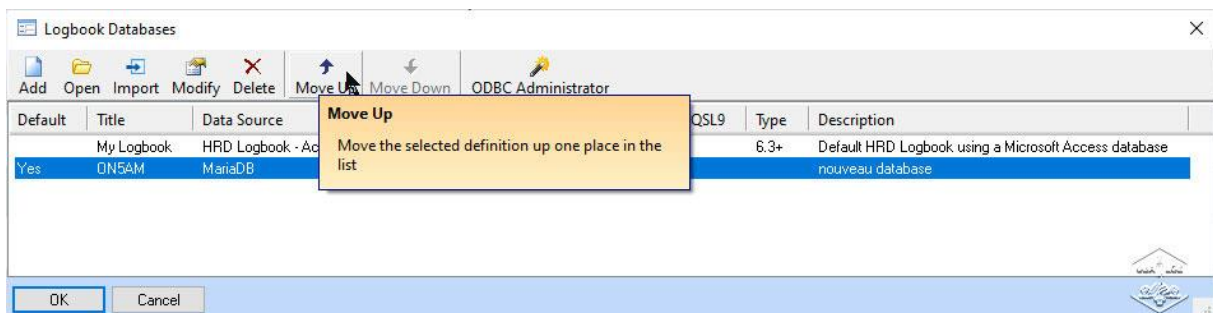 Logbook Databases
Add Open Import Modify Delete Move Up Move Down ODBC Administrator
Default Title Data Source QSL9 Type Description
Move Up
Move the selected definition up one place in the
list
My Logbook HRD Logbook - Ac 6.3+ Default HRD Logbook using a Microsoft Access database
Yes ON5AM MariaDB nouveau database
OK Cancel